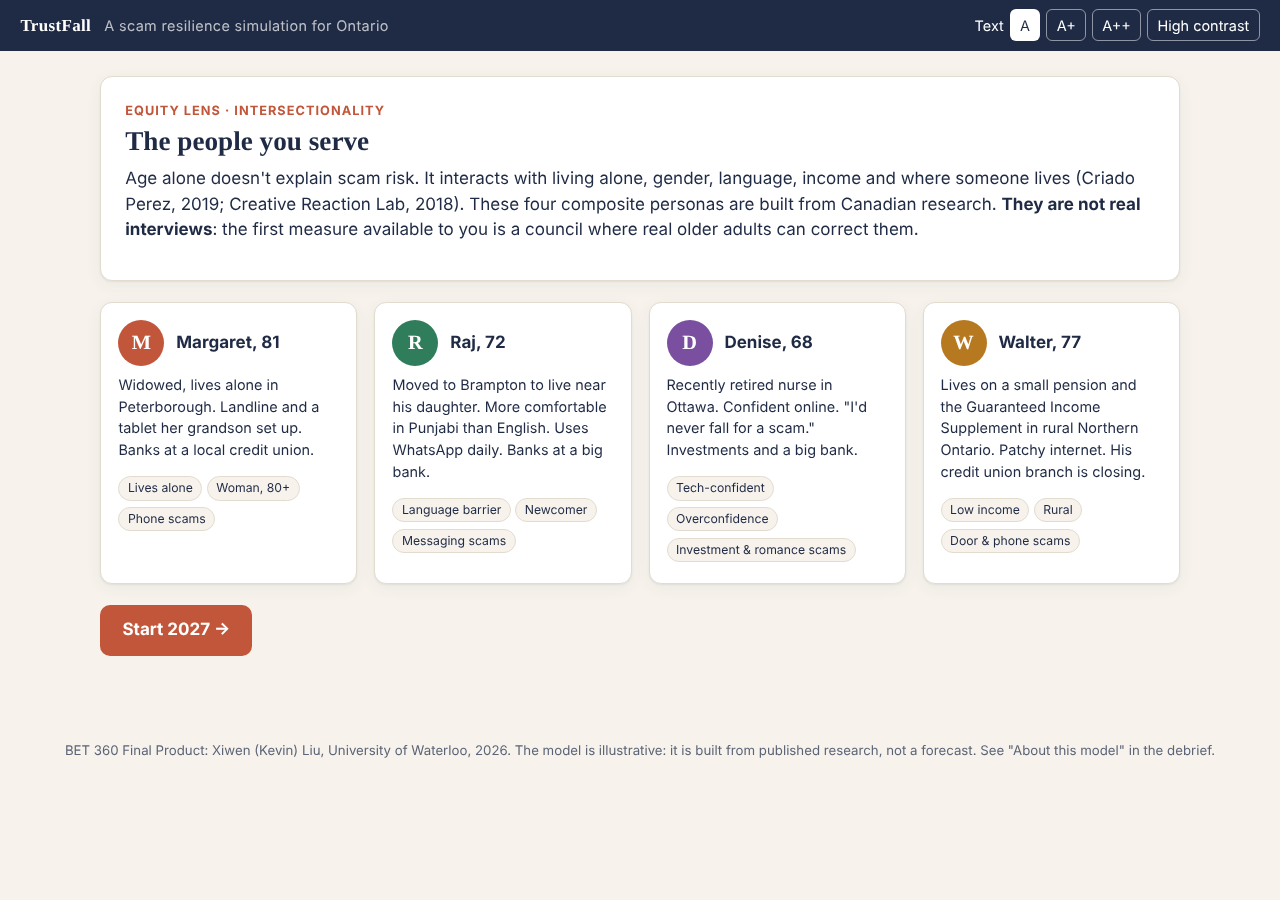 TrustFall A scam resilience simulation for Ontario Text A A+ A++ High contrast
EQUITY LENS · INTERSECTIONALITY
The people you serve
Age alone doesn't explain scam risk. It interacts with living alone, gender, language, income and where someone lives (Criado
Perez, 2019; Creative Reaction Lab, 2018). These four composite personas are built from Canadian research. They are not real
interviews: the first measure available to you is a council where real older adults can correct them.
M Margaret, 81
Widowed, lives alone in
Peterborough. Landline and a
tablet her grandson set up.
Banks at a local credit union.
Lives alone Woman, 80+
Phone scams
R Raj, 72
Moved to Brampton to live near
his daughter. More comfortable
in Punjabi than English. Uses
WhatsApp daily. Banks at a big
bank.
Language barrier Newcomer
Messaging scams
D Denise, 68
Recently retired nurse in
Ottawa. Confident online. "I'd
never fall for a scam."
Investments and a big bank.
Tech-confident
Overconfidence
Investment & romance scams
W Walter, 77
Lives on a small pension and
the Guaranteed Income
Supplement in rural Northern
Ontario. Patchy internet. His
credit union branch is closing.
Low income Rural
Door & phone scams
Start 2027 →
BET 360 Final Product: Xiwen (Kevin) Liu, University of Waterloo, 2026. The model is illustrative: it is built from published research, not a forecast. See "About this model" in the debrief.